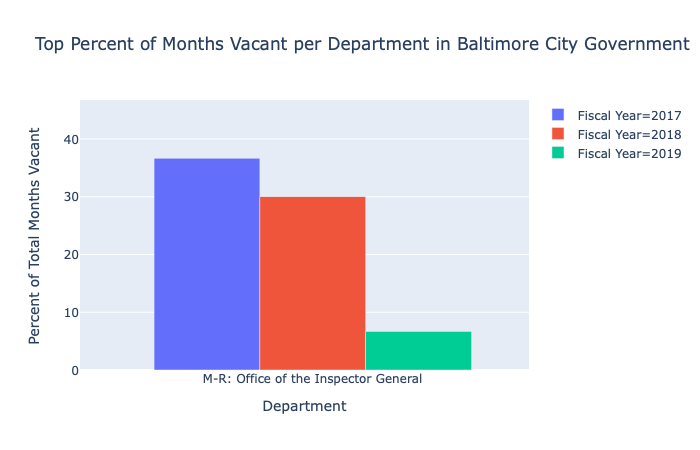 Top Percent of Months Vacant per Department in Baltimore City Government
Percent of Total Months Vacant
40
30
20
10
0
M-R: Office of the Inspector General
Department
Fiscal Year=2017
Fiscal Year=2018
Fiscal Year=2019